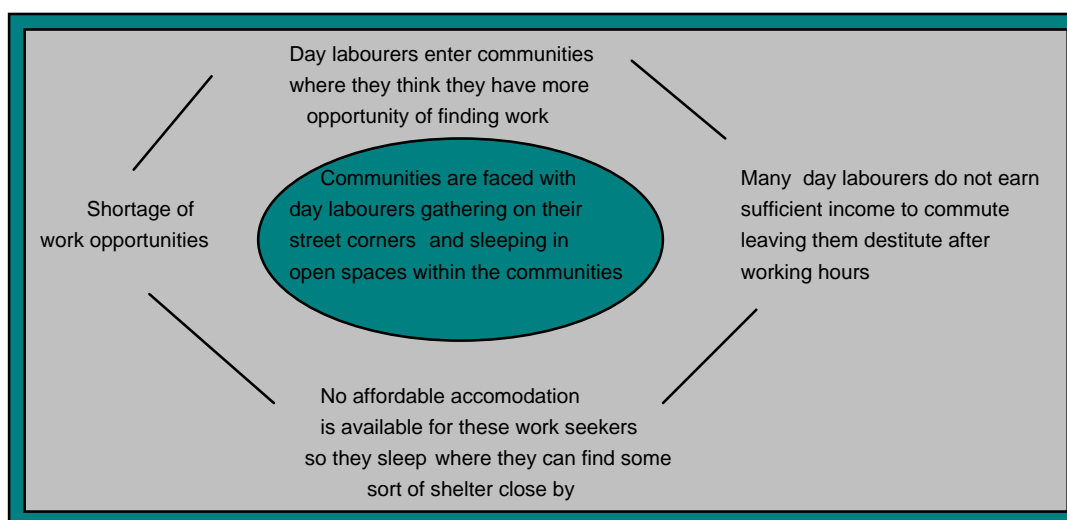 Day labourers enter communities
where they think they have more
opportunity of finding work
Shortage of
work opportunities
Communities are faced with
day labourers gathering on their
street corners and sleeping in
open spaces within the communities
Many day labourers do not earn
sufficient income to commute
leaving them destitute after
working hours
No affordable accomodation
is available for these work seekers
so they sleep where they can find some
sort of shelter close by